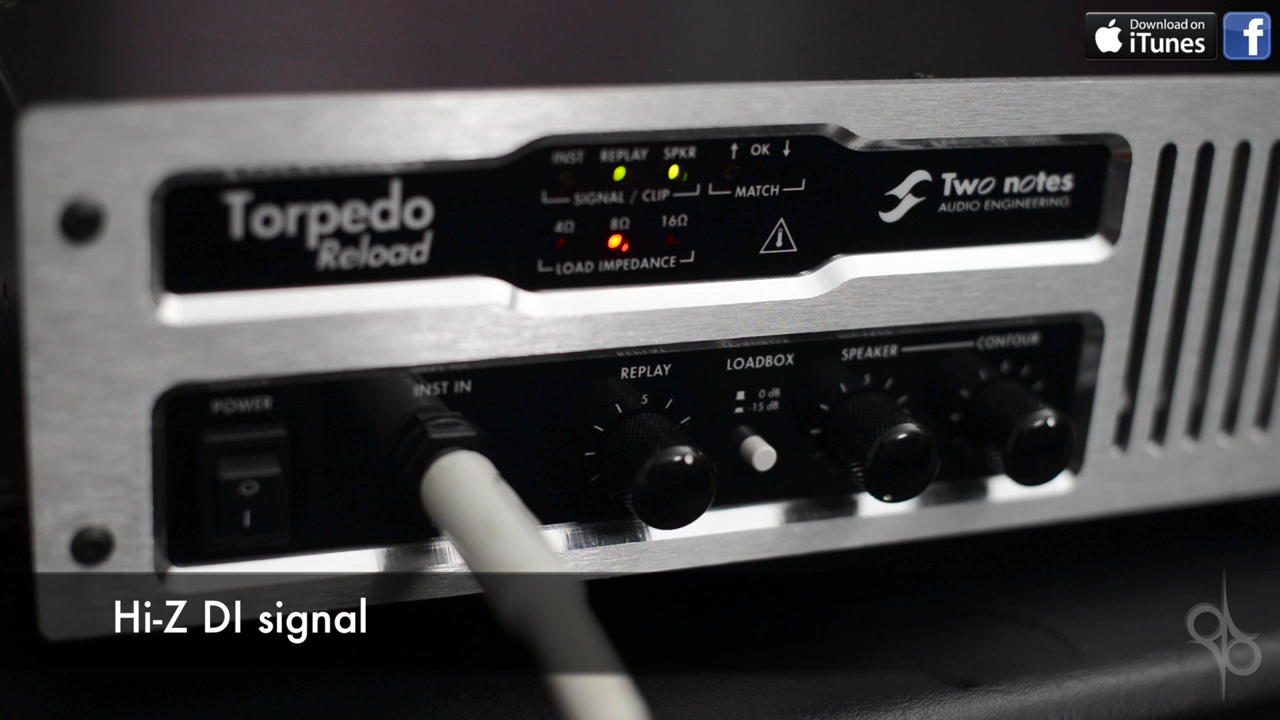 Download on
iTunes
f
INST REPLAY SPKR
↑ OK ↓
SIGNAL / CLIP
MATCH
4Ω 8Ω 16Ω
LOAD IMPEDANCE
Torpedo
Reload
Two notes
AUDIO ENGINEERING
POWER
INST IN
REPLAY
5
LOADBOX
0 dB
-15 dB
SPEAKER
CONTOUR
5
O
I
Hi-Z DI signal